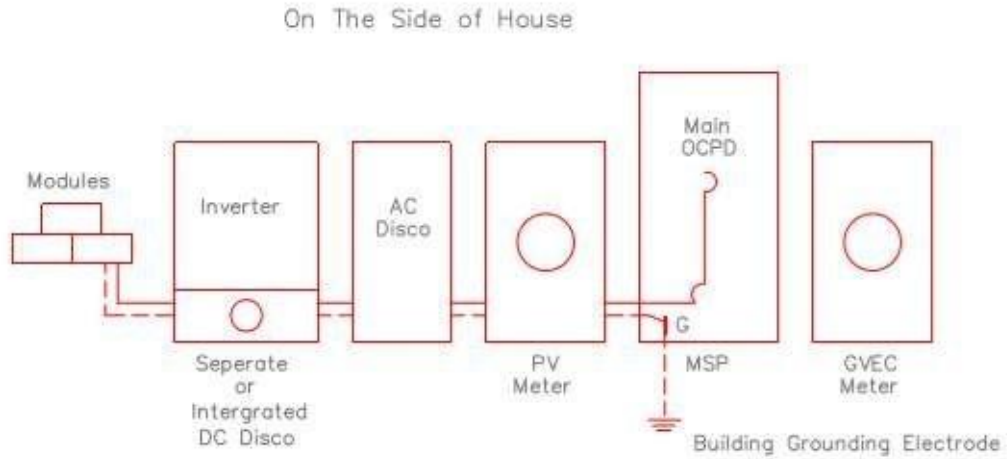 On The Side of House
Modules
Inverter
AC
Disco
Main
OCPD
G
Seperate
or
Intergrated
DC Disco
PV
Meter
MSP
GVEC
Meter
Building Grounding Electrode